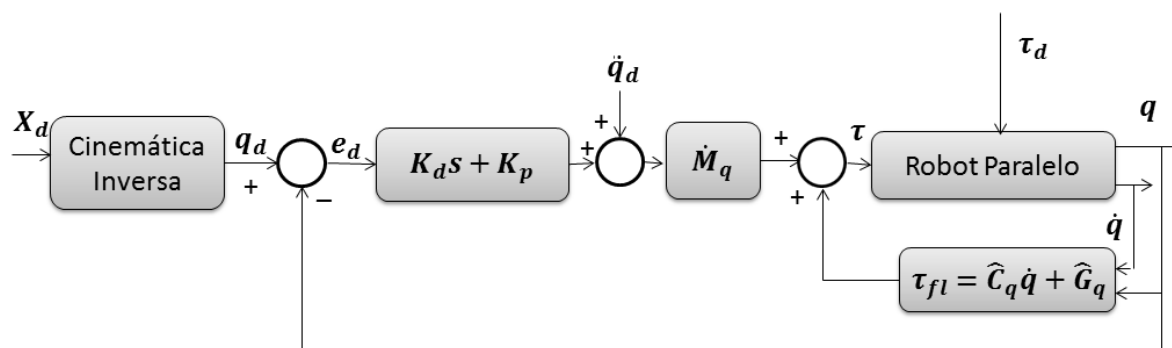 τ_d
q̈_d
X_d
Cinemática
Inversa
q_d
+
−
e_d
K_d s + K_p
+
+
Ṁ_q
+
+
τ
Robot Paralelo
q
q̇
τ_fl = Ĉ_q q̇ + Ĝ_q